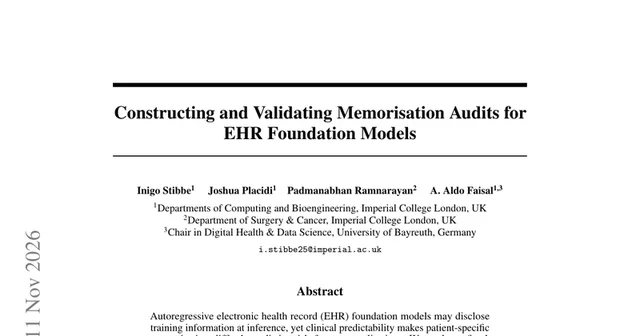 Constructing and Validating Memorisation Audits for
EHR Foundation Models
Inigo Stibbe1 Joshua Placidi1 Padmanabhan Ramnarayan2 A. Aldo Faisal1,3
1Departments of Computing and Bioengineering, Imperial College London, UK
2Department of Surgery & Cancer, Imperial College London, UK
3Chair in Digital Health & Data Science, University of Bayreuth, Germany
i.stibbe25@imperial.ac.uk
11 Nov 2026
Abstract
Autoregressive electronic health record (EHR) foundation models may disclose
training information at inference, yet clinical predictability makes patient-specific